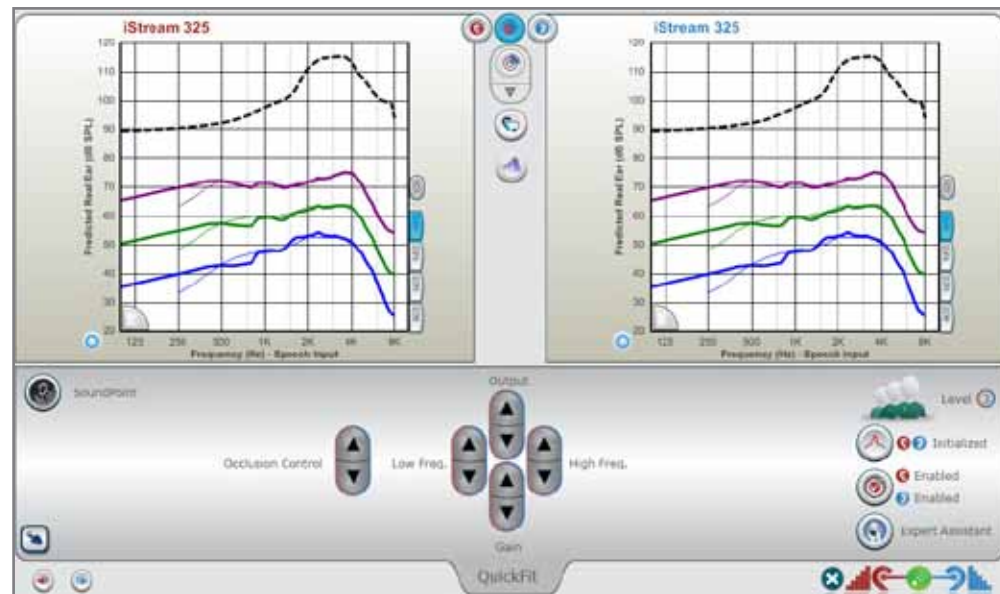 iStream 325
120
110
100
90
80
70
60
50
40
30
20
Predicted Real Ear (dB SPL)
125 250 500 1K 2K 4K 8K
Frequency (Hz) - Speech Input
iStream 325
120
110
100
90
80
70
60
50
40
30
20
Predicted Real Ear (dB SPL)
125 250 500 1K 2K 4K 8K
Frequency (Hz) - Speech Input
SoundPoint
Output
Level
Occlusion Control
Low Freq.
High Freq.
Initialized
Enabled
Enabled
Expert Assistant
Gain
QuickFit